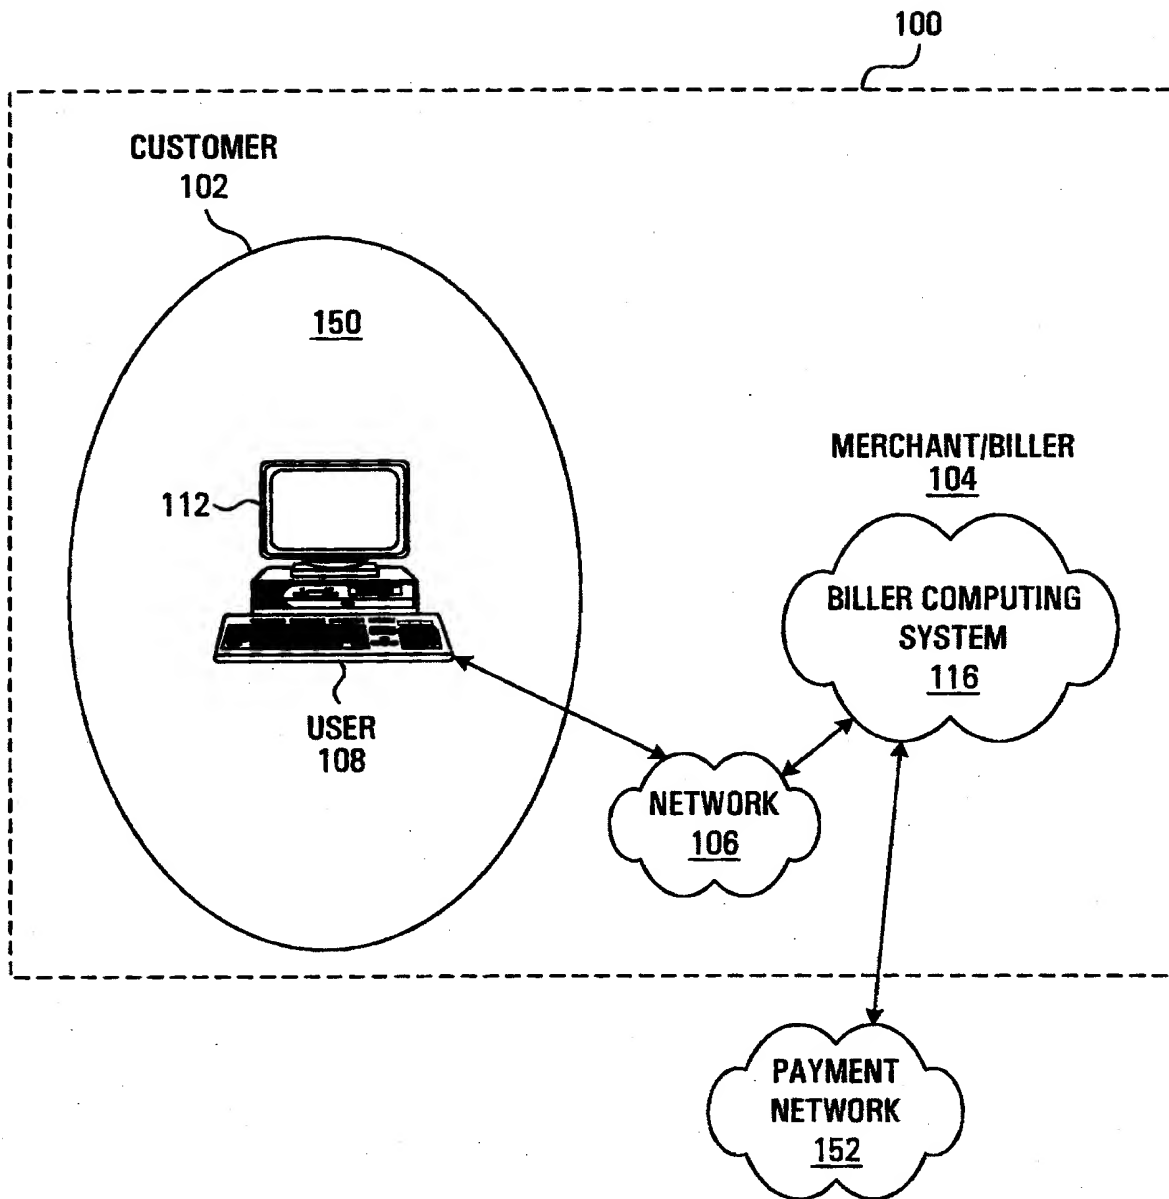 100
CUSTOMER
102
150
112
USER
108
MERCHANT/BILLER
104
BILLER COMPUTING
SYSTEM
116
NETWORK
106
PAYMENT
NETWORK
152